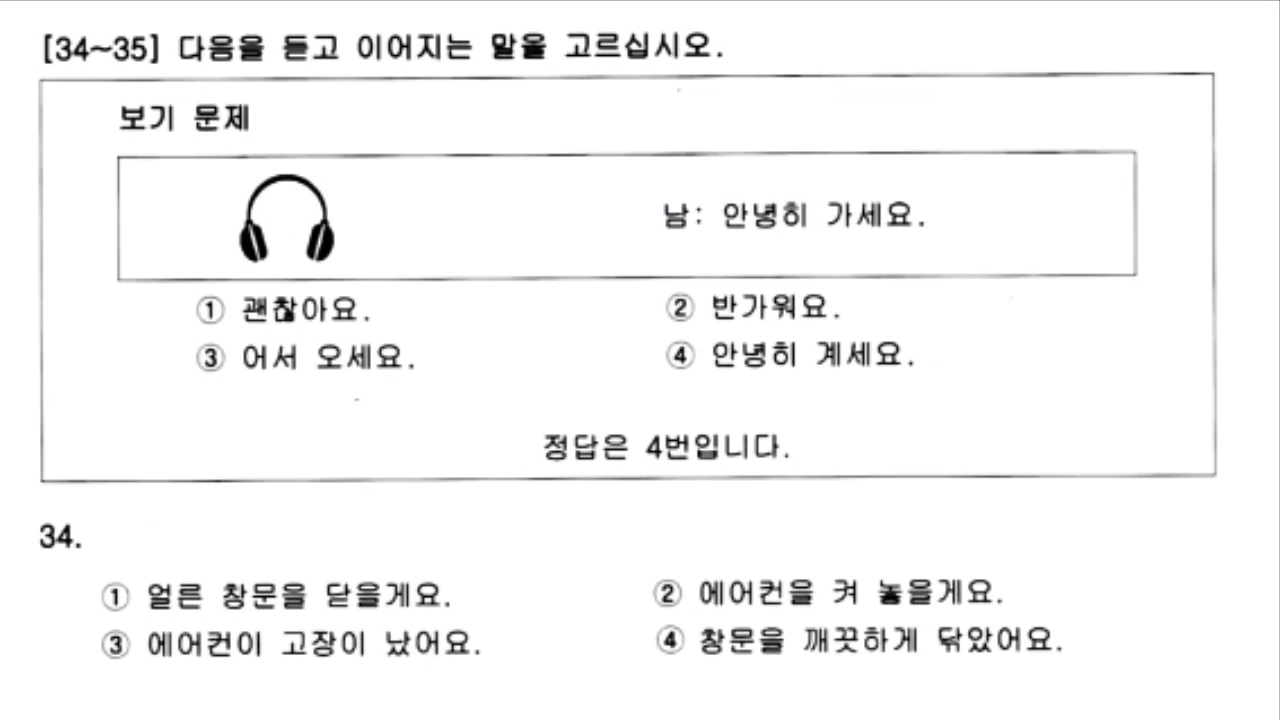 [34~35] 다음을 듣고 이어지는 말을 고르십시오.
보기 문제
남: 안녕히 가세요.
① 괜찮아요.
② 반가워요.
③ 어서 오세요.
④ 안녕히 계세요.
정답은 4번입니다.
34.
① 얼른 창문을 닫을게요.
② 에어컨을 켜 놓을게요.
③ 에어컨이 고장이 났어요.
④ 창문을 깨끗하게 닦았어요.